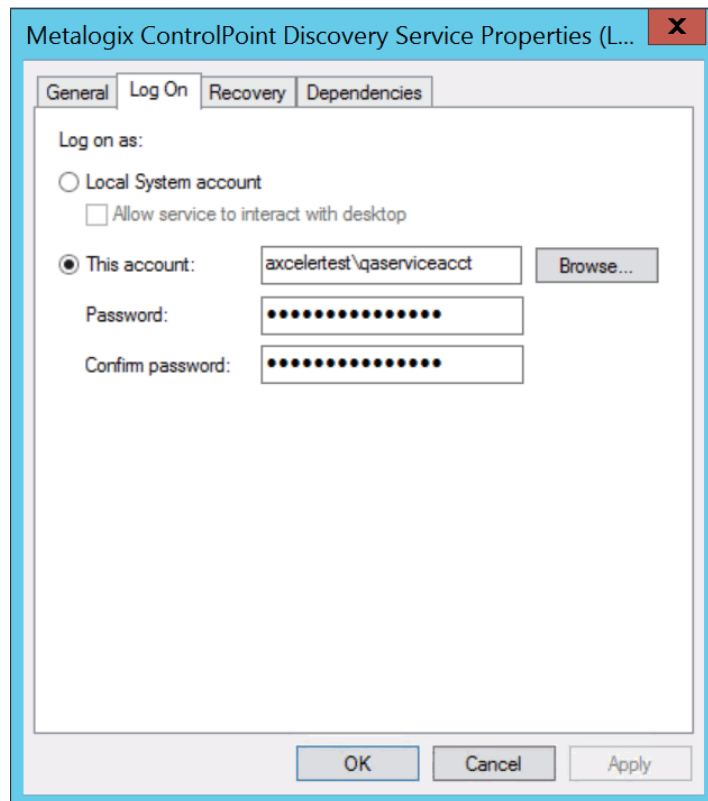 Metalogix ControlPoint Discovery Service Properties (L... X
General Log On Recovery Dependencies
Log on as:
Local System account
Allow service to interact with desktop
This account: axcelertest\qaserviceacct Browse...
Password: ●●●●●●●●●●●●●●●
Confirm password: ●●●●●●●●●●●●●●●
OK Cancel Apply